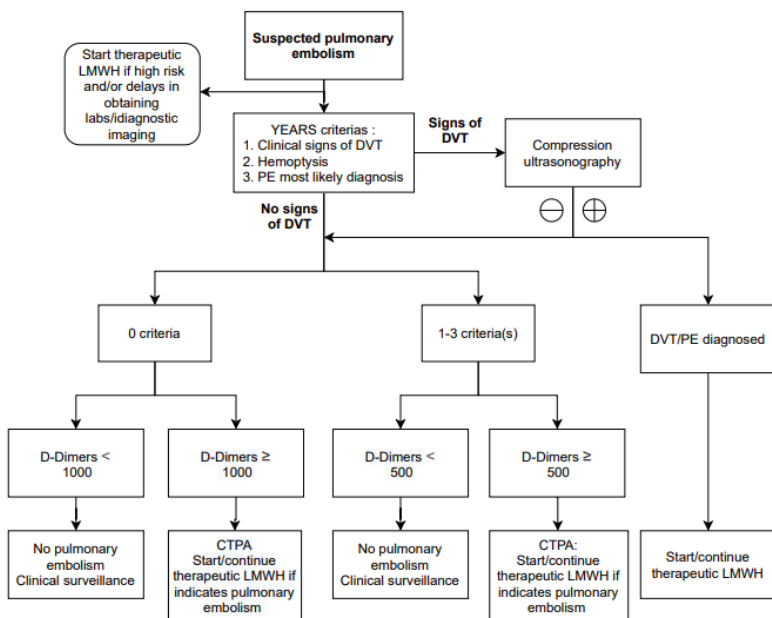 Suspected pulmonary
embolism
Start therapeutic
LMWH if high risk
and/or delays in
obtaining
labs/idiagnostic
imaging
YEARS criterias :
1. Clinical signs of DVT
2. Hemoptysis
3. PE most likely diagnosis
Signs of
DVT
Compression
ultrasonography
No signs
of DVT
0 criteria
1-3 criteria(s)
DVT/PE diagnosed
D-Dimers <
1000
D-Dimers ≥
1000
D-Dimers <
500
D-Dimers ≥
500
No pulmonary
embolism
Clinical surveillance
CTPA
Start/continue
therapeutic LMWH if
indicates pulmonary
embolism
No pulmonary
embolism
Clinical surveillance
CTPA:
Start/continue
therapeutic LMWH if
indicates pulmonary
embolism
Start/continue
therapeutic LMWH